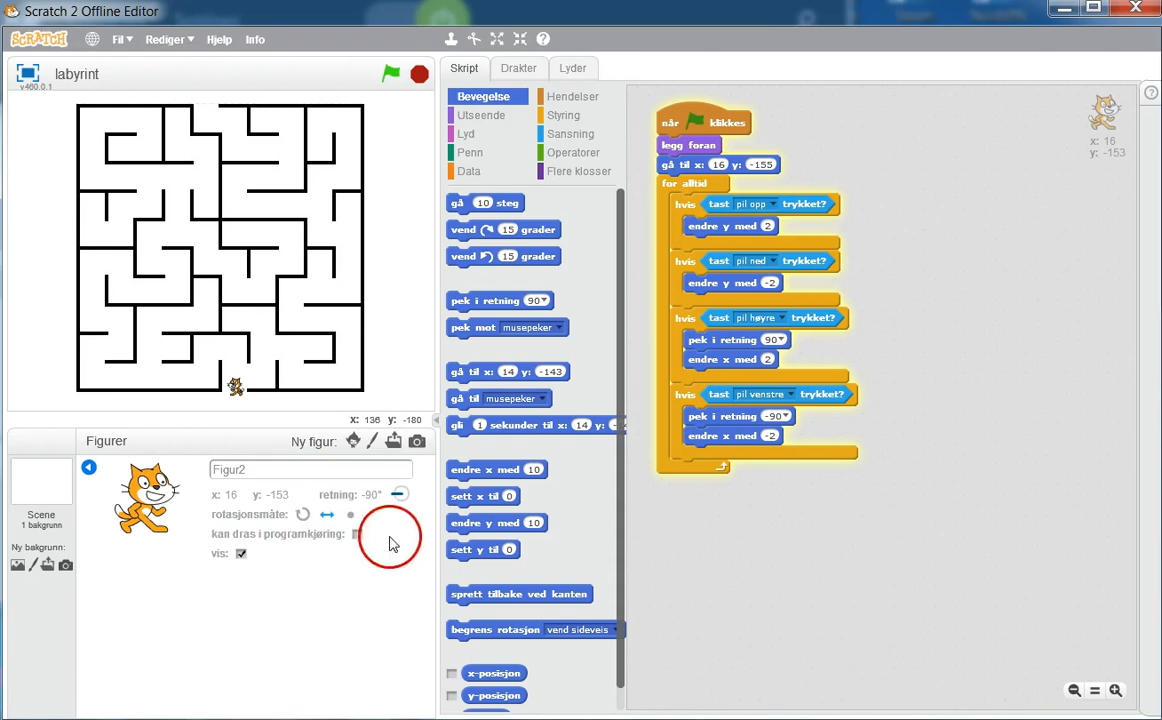 Scratch 2 Offline Editor
SCRATCH Fil Rediger Hjelp Info
labyrint
v460.0.1
x: 136 y: -180
Figurer Ny figur:
Scene
1 bakgrunn
Ny bakgrunn:
Figur2
x: 16 y: -153 retning: -90°
rotasjonsmåte:
kan dras i programkjøring:
vis:
Skript Drakter Lyder
Bevegelse Hendelser
Utseende Styring
Lyd Sansning
Penn Operatorer
Data Flere klosser
gå 10 steg
vend 15 grader
vend 15 grader
pek i retning 90
pek mot musepeker
gå til x: 14 y: -143
gå til musepeker
gli 1 sekunder til x: 14 y:
endre x med 10
sett x til 0
endre y med 10
sett y til 0
sprett tilbake ved kanten
begrens rotasjon vend sideveis
x-posisjon
y-posisjon
når klikkes
legg foran
gå til x: 16 y: -155
for alltid
hvis tast pil opp trykket?
endre y med 2
hvis tast pil ned trykket?
endre y med -2
hvis tast pil høyre trykket?
pek i retning 90
endre x med 2
hvis tast pil venstre trykket?
pek i retning -90
endre x med -2
x: 16
y: -153